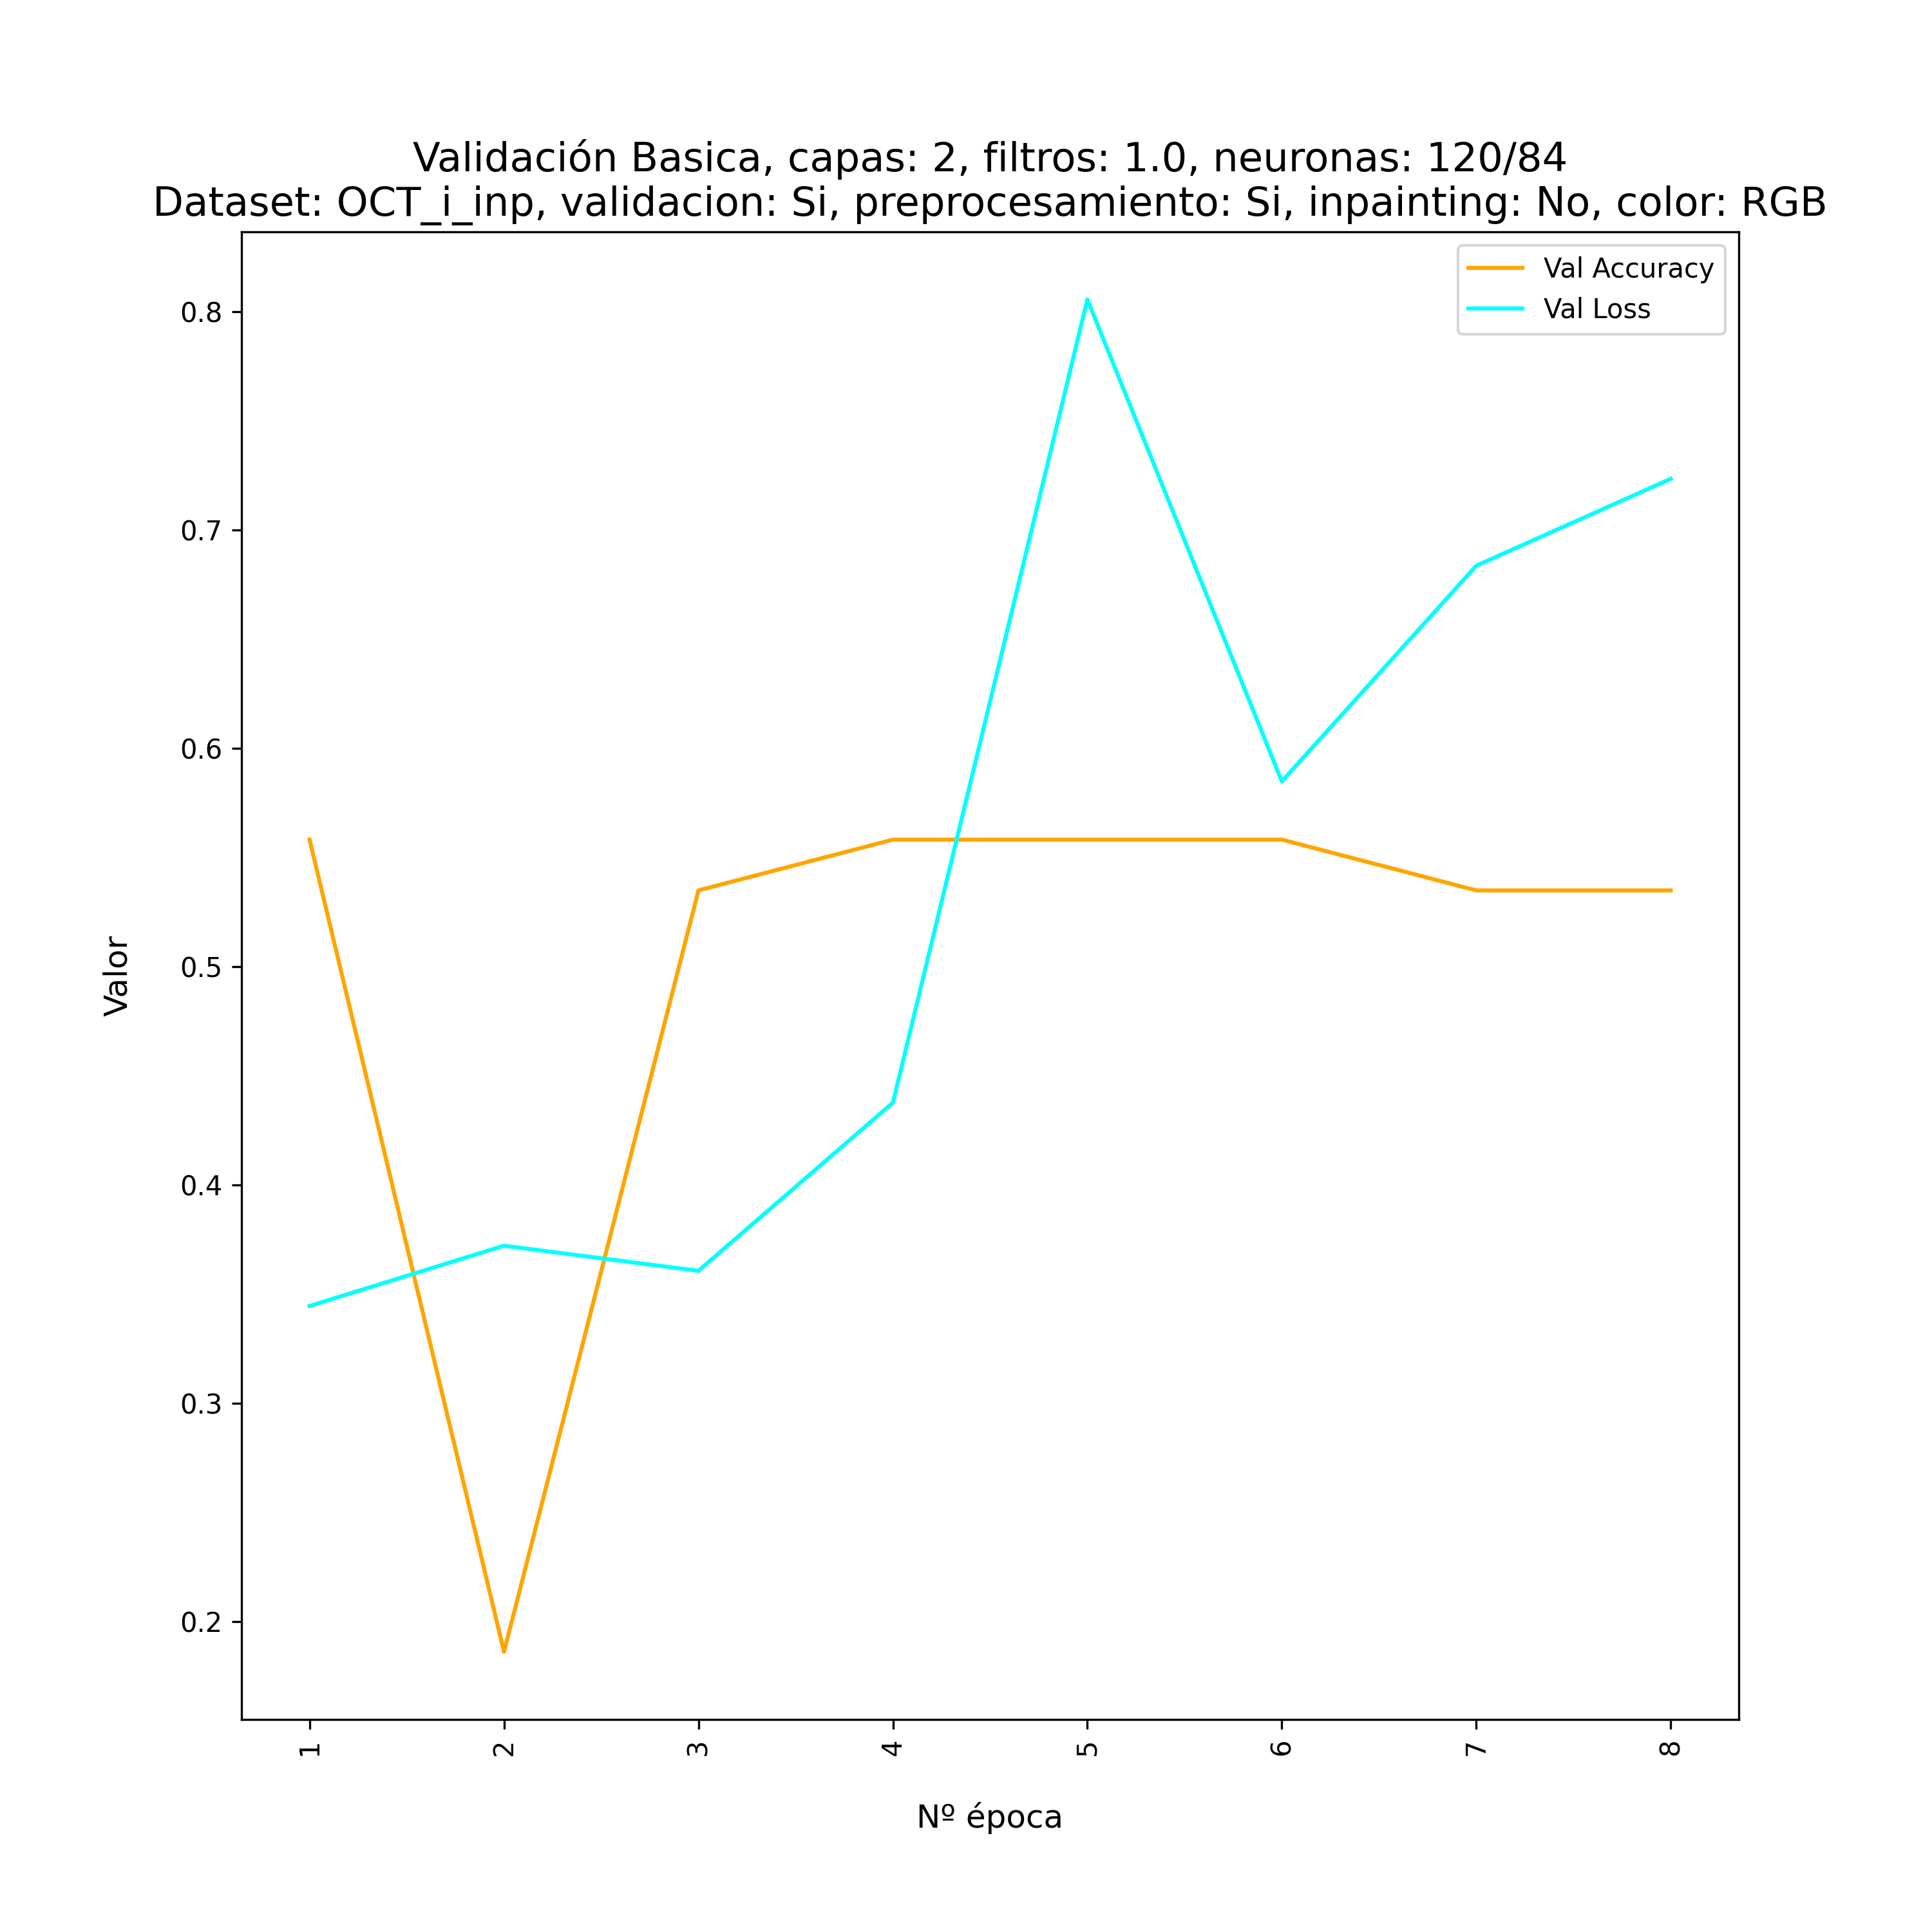 Validación Basica, capas: 2, filtros: 1.0, neuronas: 120/84
Dataset: OCT_i_inp, validacion: Si, preprocesamiento: Si, inpainting: No, color: RGB
Val Accuracy
Val Loss
0.8
0.7
0.6
0.5
0.4
0.3
0.2
Valor
1
2
3
4
5
6
7
8
Nº época